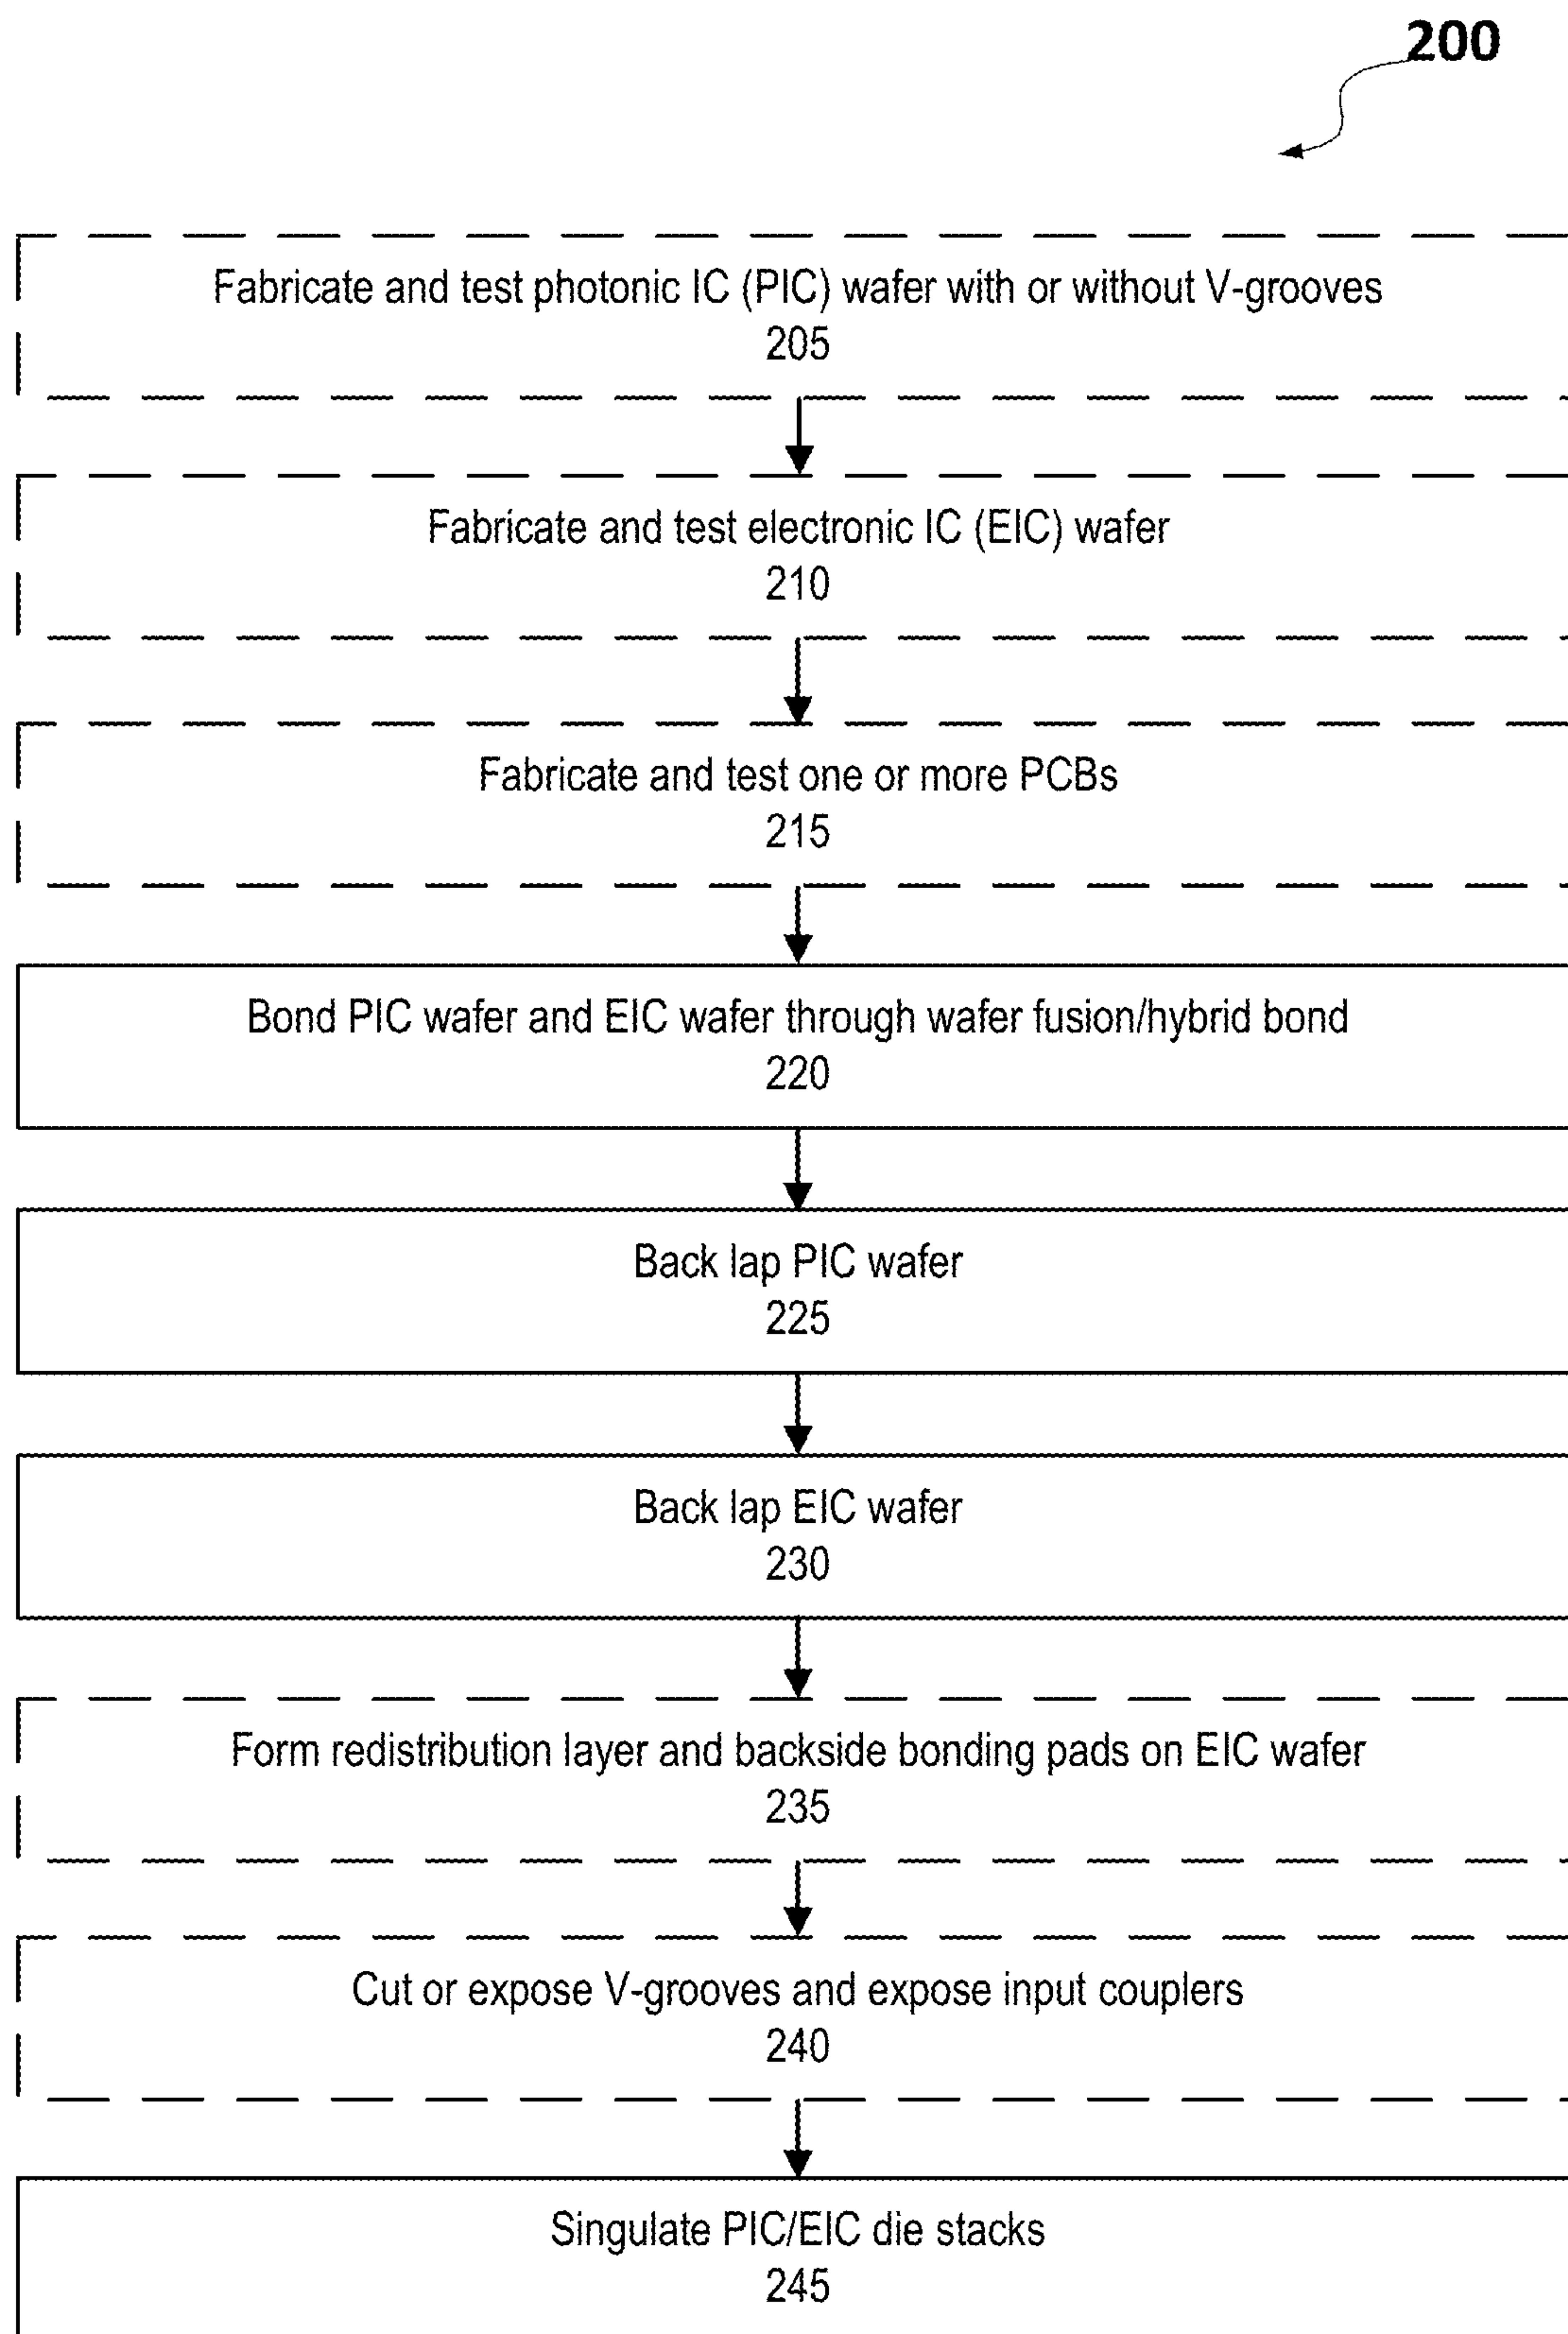 200
Fabricate and test photonic IC (PIC) wafer with or without V-grooves
205
Fabricate and test electronic IC (EIC) wafer
210
Fabricate and test one or more PCBs
215
Bond PIC wafer and EIC wafer through wafer fusion/hybrid bond
220
Back lap PIC wafer
225
Back lap EIC wafer
230
Form redistribution layer and backside bonding pads on EIC wafer
235
Cut or expose V-grooves and expose input couplers
240
Singulate PIC/EIC die stacks
245